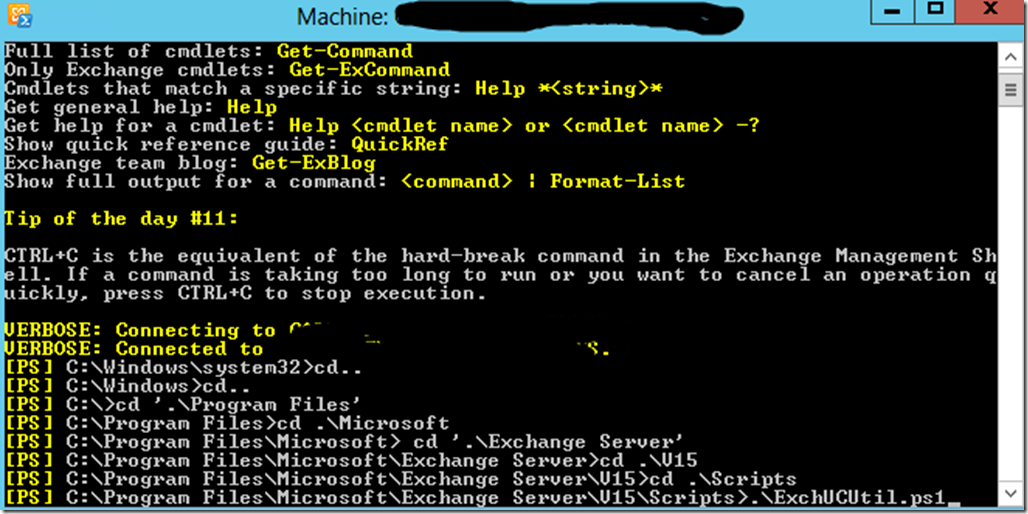 Machine:
Full list of cmdlets: Get-Command
Only Exchange cmdlets: Get-ExCommand
Cmdlets that match a specific string: Help *<string>*
Get general help: Help
Get help for a cmdlet: Help <cmdlet name> or <cmdlet name> -?
Show quick reference guide: QuickRef
Exchange team blog: Get-ExBlog
Show full output for a command: <command> | Format-List
Tip of the day #11:
CTRL+C is the equivalent of the hard-break command in the Exchange Management Sh
ell. If a command is taking too long to run or you want to cancel an operation q
uickly, press CTRL+C to stop execution.
VERBOSE: Connecting to
VERBOSE: Connected to
[PS] C:\Windows\system32>cd..
[PS] C:\Windows>cd..
[PS] C:\>cd '.\Program Files'
[PS] C:\Program Files>cd .\Microsoft
[PS] C:\Program Files\Microsoft> cd '.\Exchange Server'
[PS] C:\Program Files\Microsoft\Exchange Server>cd .\V15
[PS] C:\Program Files\Microsoft\Exchange Server\V15>cd .\Scripts
[PS] C:\Program Files\Microsoft\Exchange Server\V15\Scripts>.\ExchUCUtil.ps1